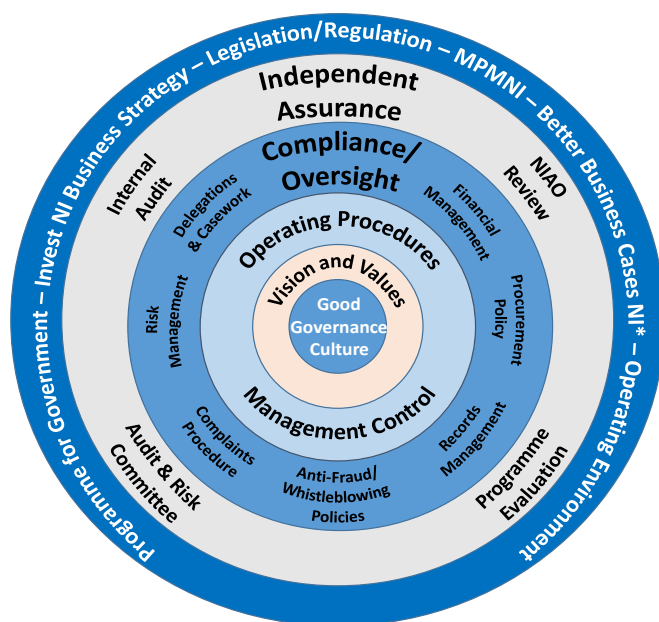 Programme for Government – Invest NI Business Strategy – Legislation/Regulation – MPMNI – Better Business Cases NI* – Operating Environment
Independent
Assurance
Internal
Audit
NIAO
Review
Audit & Risk
Committee
Programme
Evaluation
Compliance/
Oversight
Delegations
& Casework
Financial
Management
Risk
Management
Procurement
Policy
Complaints
Procedure
Records
Management
Anti-Fraud/
Whistleblowing
Policies
Operating Procedures
Management Control
Vision and Values
Good
Governance
Culture